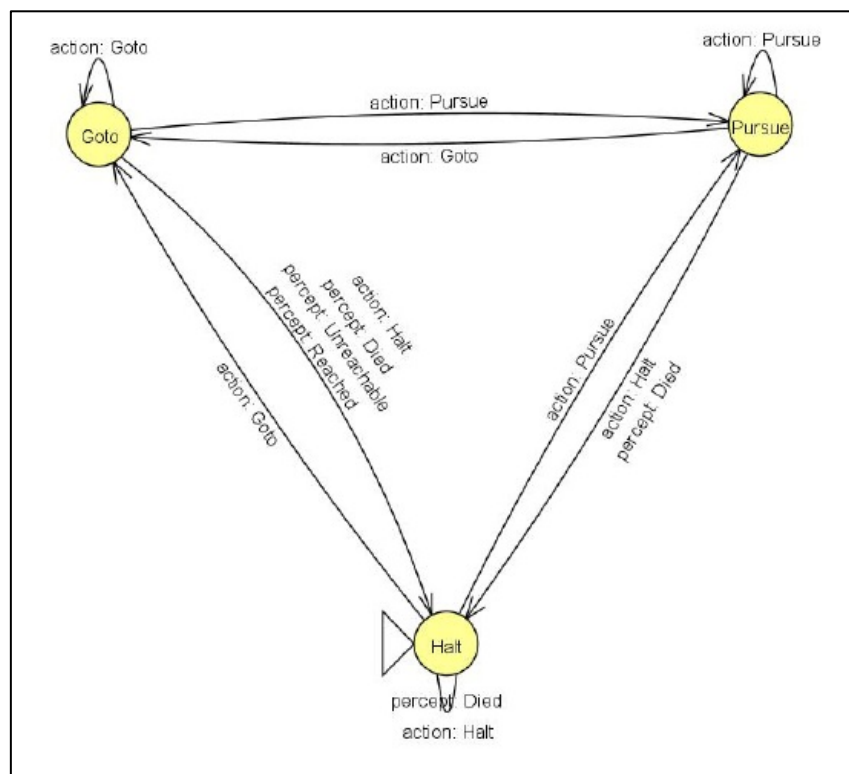 action: Goto
action: Pursue
Goto
action: Pursue
Pursue
action: Goto
action: Halt
percept: Died
percept: Unreachable
percept: Reached
action: Goto
action: Pursue
action: Halt
percept: Died
Halt
percept: Died
action: Halt